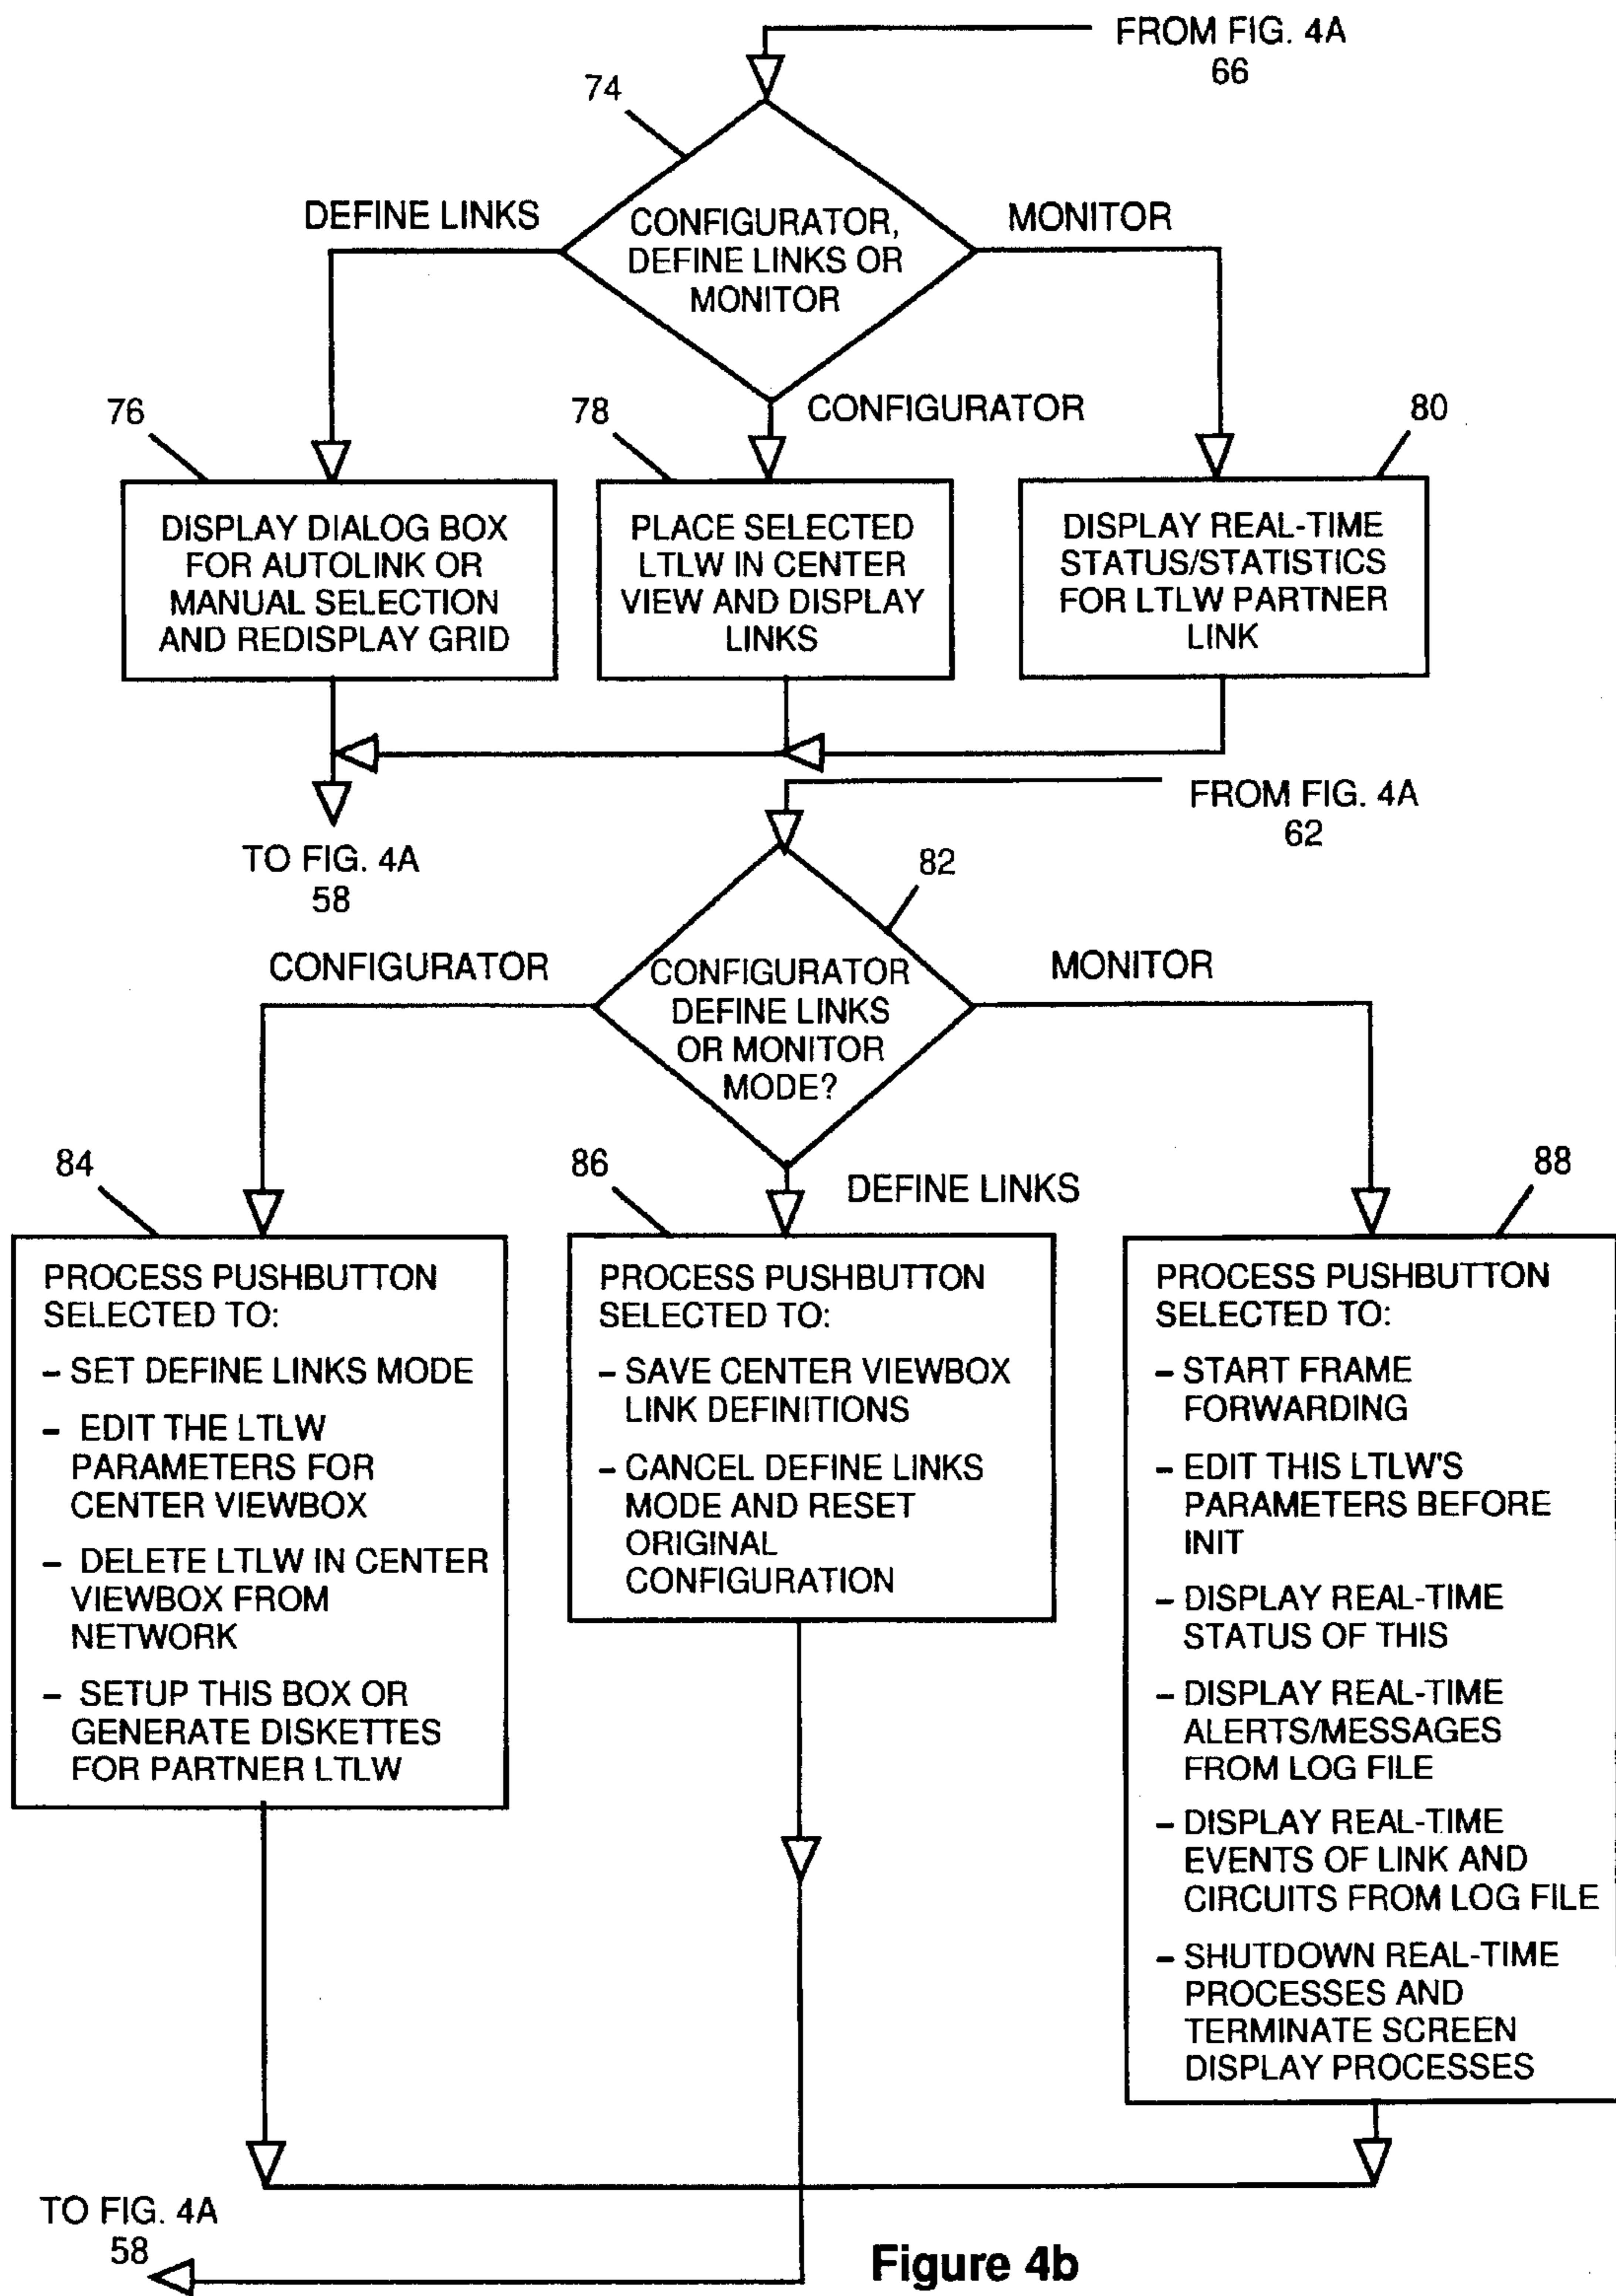 FROM FIG. 4A
66
74
DEFINE LINKS
CONFIGURATOR,
DEFINE LINKS OR
MONITOR
MONITOR
76
78
CONFIGURATOR
80
DISPLAY DIALOG BOX
FOR AUTOLINK OR
MANUAL SELECTION
AND REDISPLAY GRID
PLACE SELECTED
LTLW IN CENTER
VIEW AND DISPLAY
LINKS
DISPLAY REAL-TIME
STATUS/STATISTICS
FOR LTLW PARTNER
LINK
FROM FIG. 4A
62
TO FIG. 4A
58
82
CONFIGURATOR
CONFIGURATOR
DEFINE LINKS
OR MONITOR
MODE?
MONITOR
84
86
DEFINE LINKS
88
PROCESS PUSHBUTTON
SELECTED TO:
– SET DEFINE LINKS MODE
– EDIT THE LTLW
PARAMETERS FOR
CENTER VIEWBOX
– DELETE LTLW IN CENTER
VIEWBOX FROM
NETWORK
– SETUP THIS BOX OR
GENERATE DISKETTES
FOR PARTNER LTLW
PROCESS PUSHBUTTON
SELECTED TO:
– SAVE CENTER VIEWBOX
LINK DEFINITIONS
– CANCEL DEFINE LINKS
MODE AND RESET
ORIGINAL
CONFIGURATION
PROCESS PUSHBUTTON
SELECTED TO:
– START FRAME
FORWARDING
– EDIT THIS LTLW'S
PARAMETERS BEFORE
INIT
– DISPLAY REAL-TIME
STATUS OF THIS
– DISPLAY REAL-TIME
ALERTS/MESSAGES
FROM LOG FILE
– DISPLAY REAL-TIME
EVENTS OF LINK AND
CIRCUITS FROM LOG FILE
– SHUTDOWN REAL-TIME
PROCESSES AND
TERMINATE SCREEN
DISPLAY PROCESSES
TO FIG. 4A
58
Figure 4b